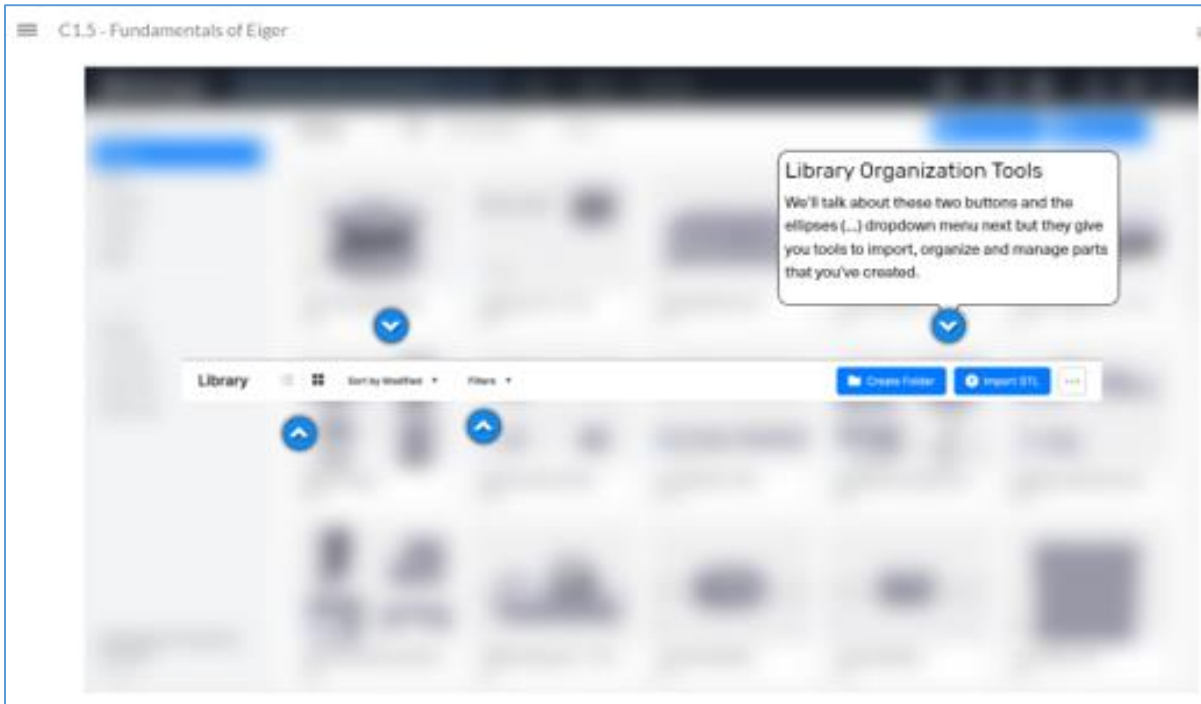 C1.5 - Fundamentals of Eiger
Library Organization Tools
We'll talk about these two buttons and the
ellipses (...) dropdown menu next but they give
you tools to import, organize and manage parts
that you've created.
Library Sort by Modified Filters Create Folder Import STL ...